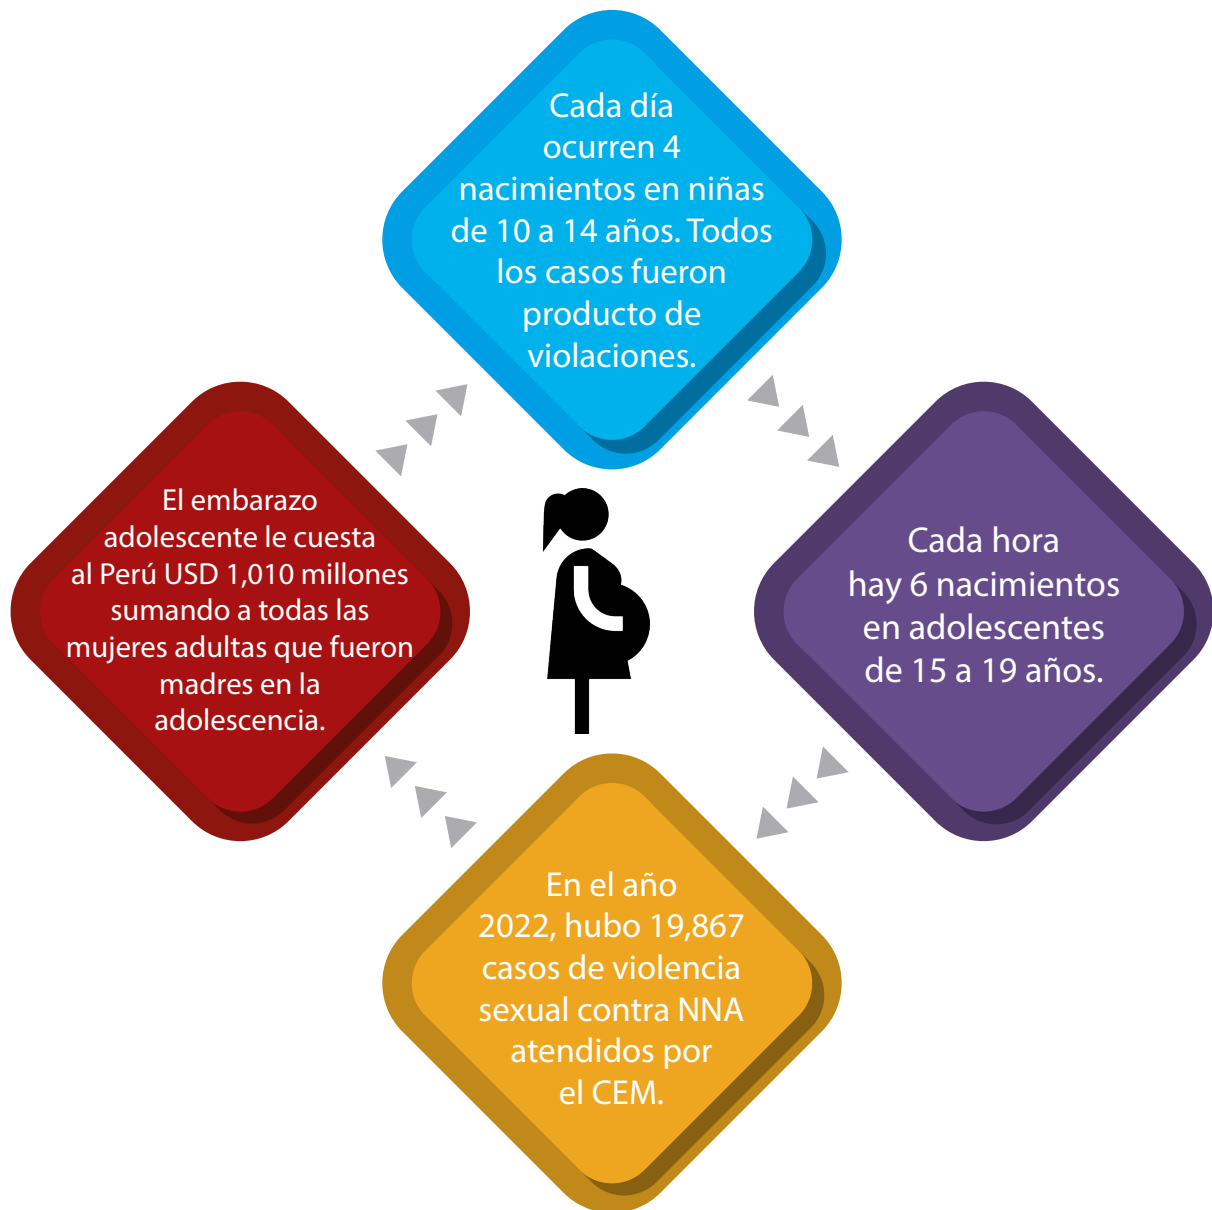 Cada día
ocurren 4
nacimientos en niñas
de 10 a 14 años. Todos
los casos fueron
producto de
violaciones.
Cada hora
hay 6 nacimientos
en adolescentes
de 15 a 19 años.
En el año
2022, hubo 19,867
casos de violencia
sexual contra NNA
atendidos por
el CEM.
El embarazo
adolescente le cuesta
al Perú USD 1,010 millones
sumando a todas las
mujeres adultas que fueron
madres en la
adolescencia.